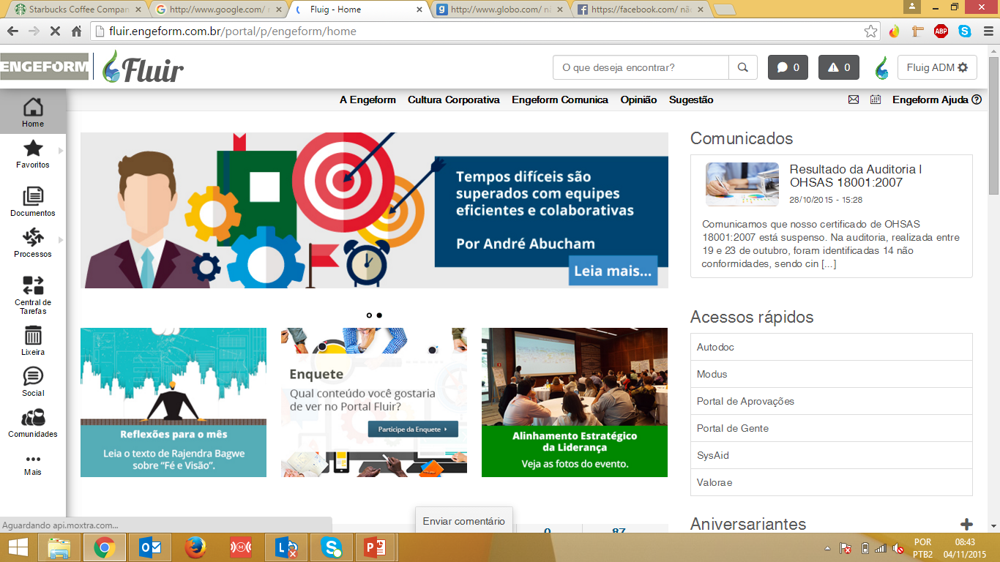 Starbucks Coffee Compan
http://www.google.com/ n
Fluig - Home
http://www.globo.com/ nã
https://facebook.com/ não
fluir.engeform.com.br/portal/p/engeform/home
ABP
ENGEFORM
Fluir
O que deseja encontrar?
0
0
Fluig ADM
A Engeform
Cultura Corporativa
Engeform Comunica
Opinião
Sugestão
Engeform Ajuda
Home
Favoritos
Documentos
Processos
Central de
Tarefas
Lixeira
Social
Comunidades
Mais
Tempos difíceis são
superados com equipes
eficientes e colaborativas
Por André Abucham
Leia mais...
Reflexões para o mês
Leia o texto de Rajendra Bagwe
sobre “Fé e Visão”.
Enquete
Qual conteúdo você gostaria
de ver no Portal Fluir?
Participe da Enquete
Alinhamento Estratégico
da Liderança
Veja as fotos do evento.
Comunicados
Resultado da Auditoria |
OHSAS 18001:2007
28/10/2015 - 15:28
Comunicamos que nosso certificado de OHSAS
18001:2007 está suspenso. Na auditoria, realizada entre
19 e 23 de outubro, foram identificadas 14 não
conformidades, sendo cin [...]
Acessos rápidos
Autodoc
Modus
Portal de Aprovações
Portal de Gente
SysAid
Valorae
Aniversariantes
Aguardando api.moxtra.com...
Enviar comentário
0
87
POR
PTB2
08:43
04/11/2015